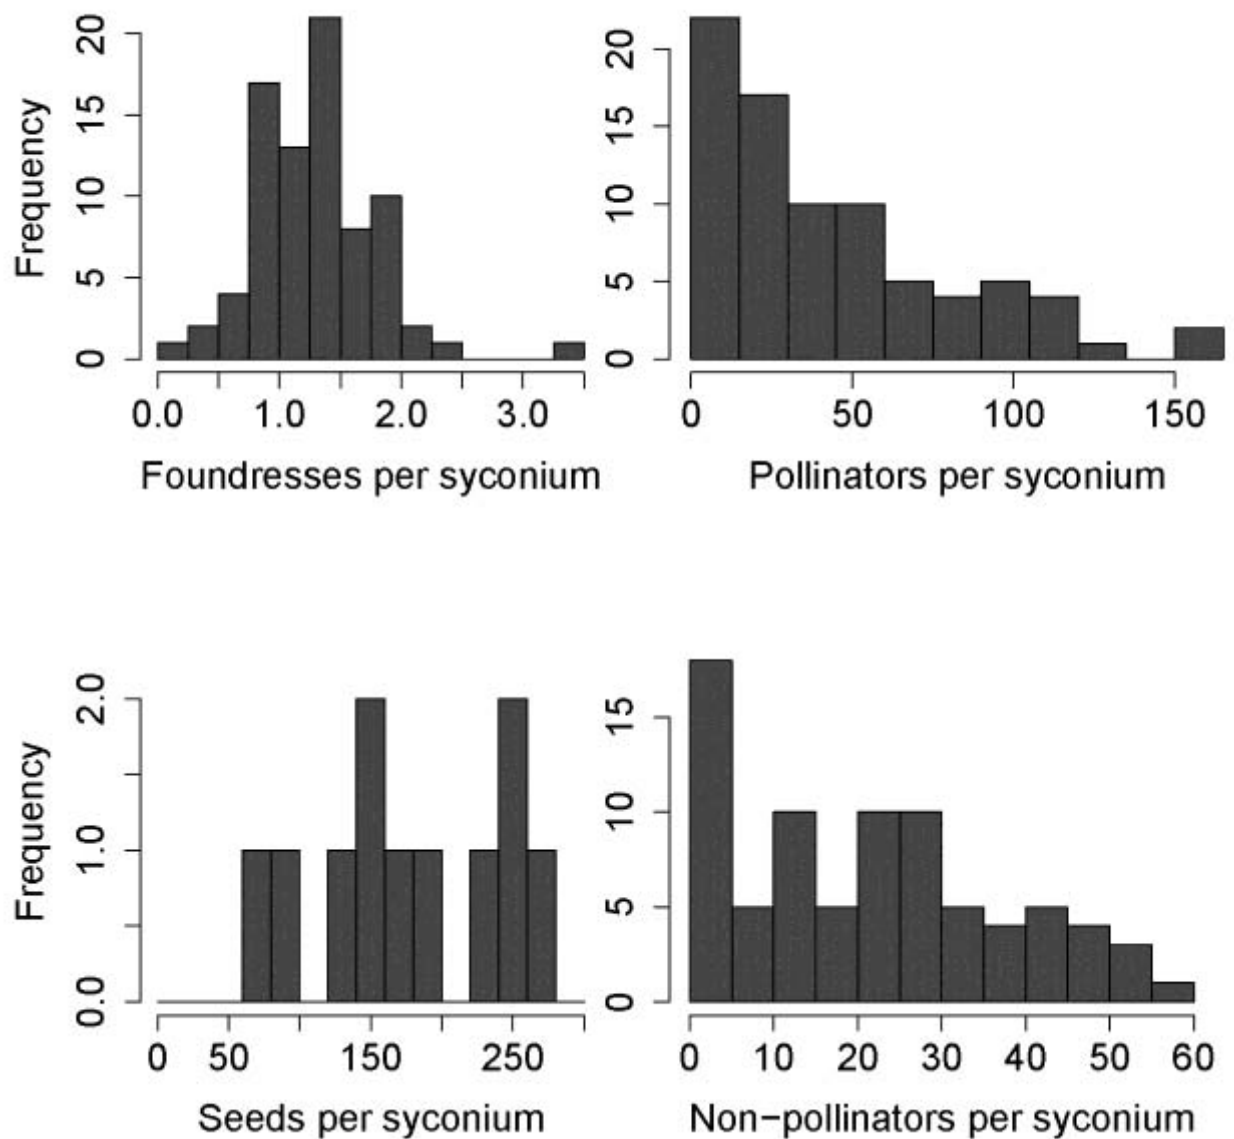 Frequency
0 5 10 15 20
0.0 1.0 2.0 3.0
Foundresses per syconium
0 5 10 15 20
0 50 100 150
Pollinators per syconium
Frequency
0.0 1.0 2.0
0 50 150 250
Seeds per syconium
0 5 10 15
0 10 20 30 40 50 60
Non-pollinators per syconium